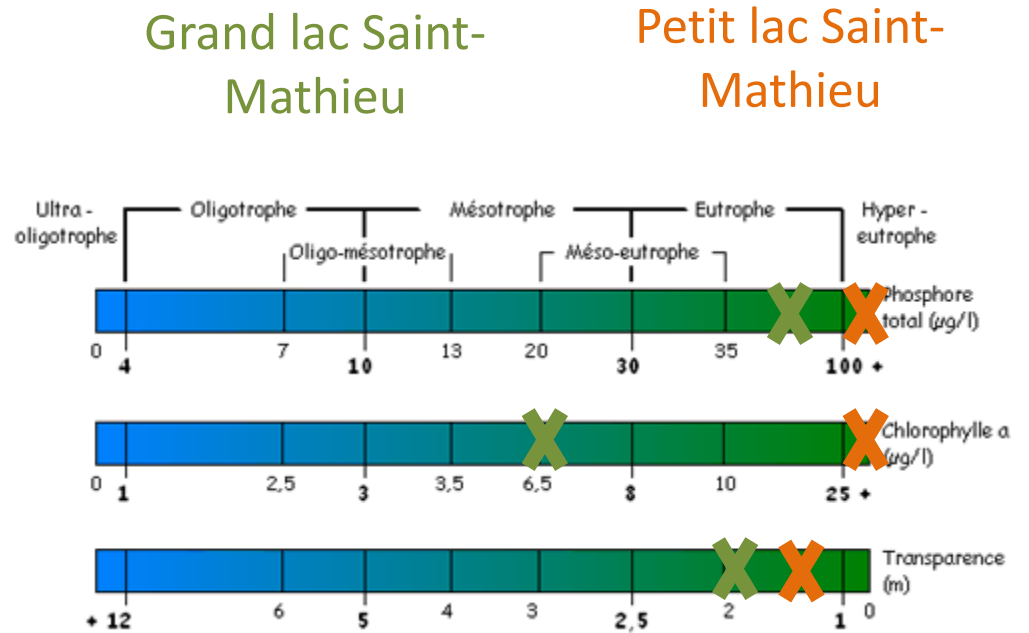 Grand lac Saint-
Mathieu
Petit lac Saint-
Mathieu
Ultra -
oligotrophe
Oligotrophe
Mésotrophe
Eutrophe
Hyper -
eutrophe
Oligo-mésotrophe
Méso-eutrophe
Phosphore
total (µg/l)
0 4 7 10 13 20 30 35 100 +
Chlorophylle a
(µg/l)
0 1 2,5 3 3,5 6,5 8 10 25 +
Transparence
(m)
+ 12 6 5 4 3 2,5 2 1 0